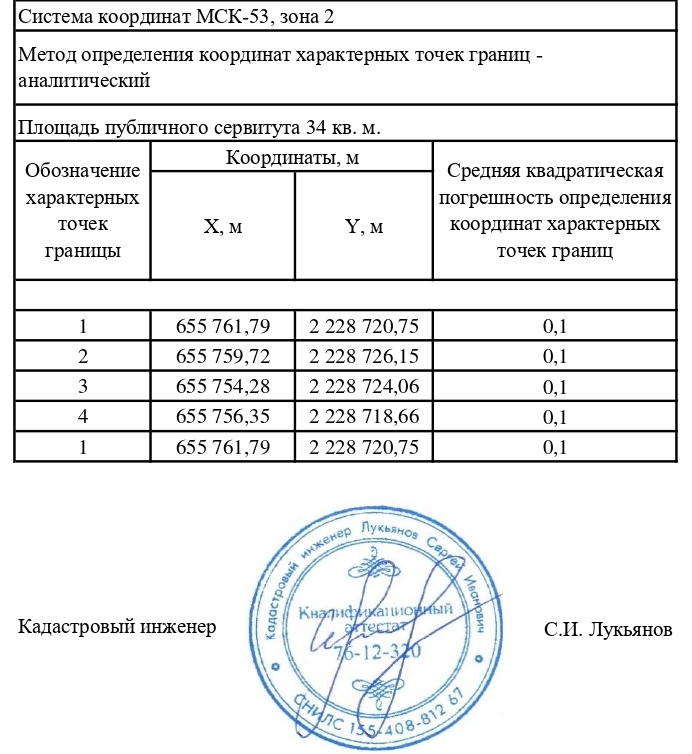 Система координат МСК-53, зона 2
Метод определения координат характерных точек границ -
аналитический
Площадь публичного сервитута 34 кв. м.
Обозначение
характерных
точек
границы
Координаты, м
X, м
Y, м
Средняя квадратическая
погрешность определения
координат характерных
точек границ
1 655 761,79 2 228 720,75 0,1
2 655 759,72 2 228 726,15 0,1
3 655 754,28 2 228 724,06 0,1
4 655 756,35 2 228 718,66 0,1
1 655 761,79 2 228 720,75 0,1
Кадастровый инженер
Кадастровый инженер Лукьянов Сергей Иванович
Квалификационный
аттестат
76-12-320
СНИЛС 155-408-812 67
С.И. Лукьянов